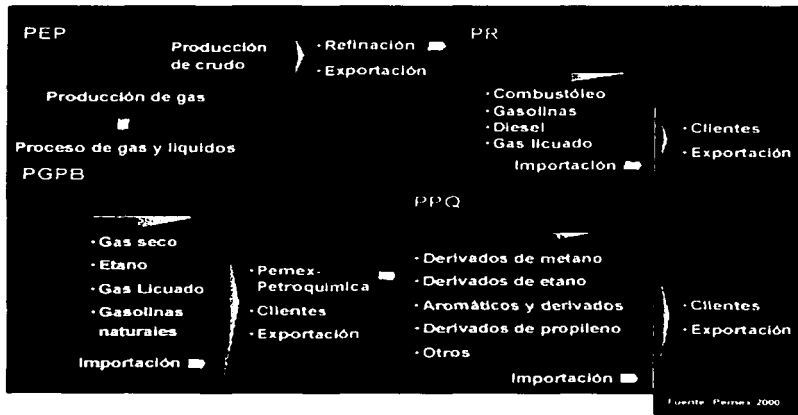 PEP
Producción
de crudo
· Refinación
· Exportación
Producción de gas
Proceso de gas y liquidos
PR
· Combustóleo
· Gasolinas
· Diesel
· Gas licuado
Importación
· Clientes
· Exportación
PGPB
· Gas seco
· Etano
· Gas Licuado
· Gasolinas
naturales
Importación
· Pemex-
Petroquimica
· Clientes
· Exportación
PPQ
· Derivados de metano
· Derivados de etano
· Aromáticos y derivados
· Derivados de propileno
· Otros
Importación
· Clientes
· Exportación
Fuente: Pemex 2000